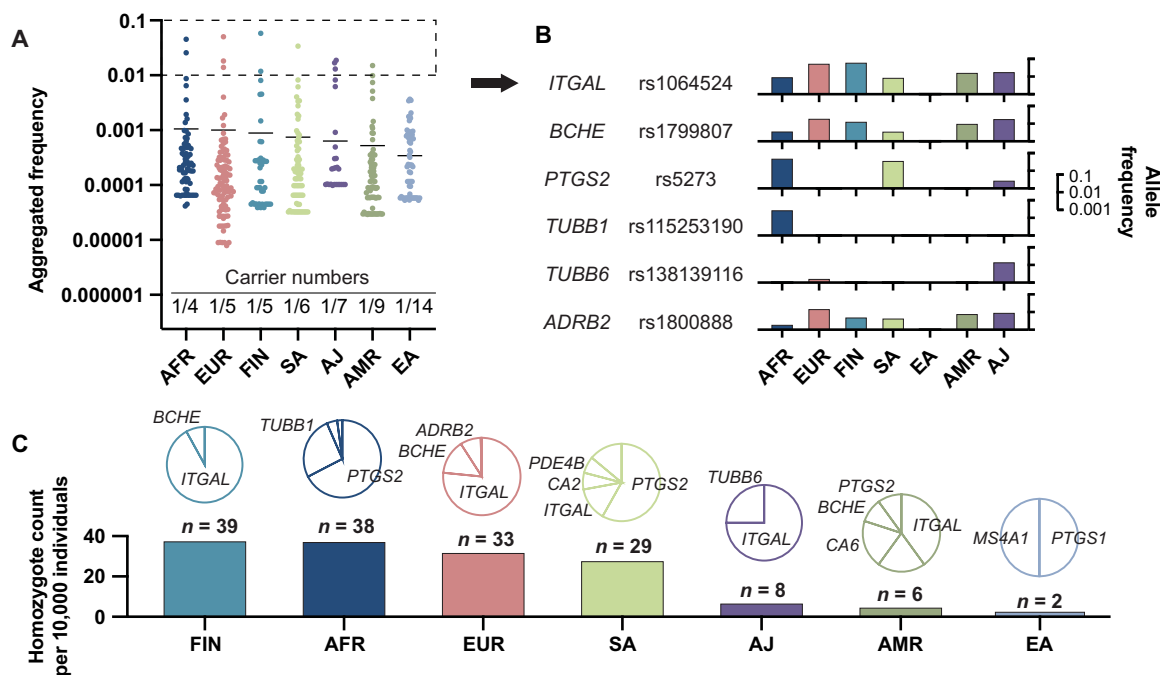 A
Aggregated frequency
0.1
0.01
0.001
0.0001
0.00001
0.000001
Carrier numbers
1/4 1/5 1/5 1/6 1/7 1/9 1/14
AFR EUR FIN SA AJ AMR EA
B
ITGAL rs1064524
BCHE rs1799807
PTGS2 rs5273
TUBB1 rs115253190
TUBB6 rs138139116
ADRB2 rs1800888
AFR EUR FIN SA EA AMR AJ
0.1
0.01
0.001
Allele
frequency
C
BCHE
ITGAL
TUBB1
PTGS2
ADRB2
BCHE
ITGAL
PDE4B
CA2
ITGAL
PTGS2
TUBB6
ITGAL
PTGS2
BCHE
CA6
ITGAL
MS4A1
PTGS1
Homozygote count
per 10,000 individuals
40
20
0
n = 39 n = 38 n = 33 n = 29 n = 8 n = 6 n = 2
FIN AFR EUR SA AJ AMR EA